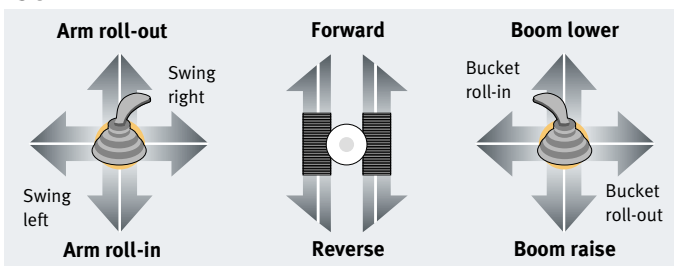 Arm roll-out
Swing
right
Swing
left
Arm roll-in
Forward
Reverse
Boom lower
Bucket
roll-in
Bucket
roll-out
Boom raise